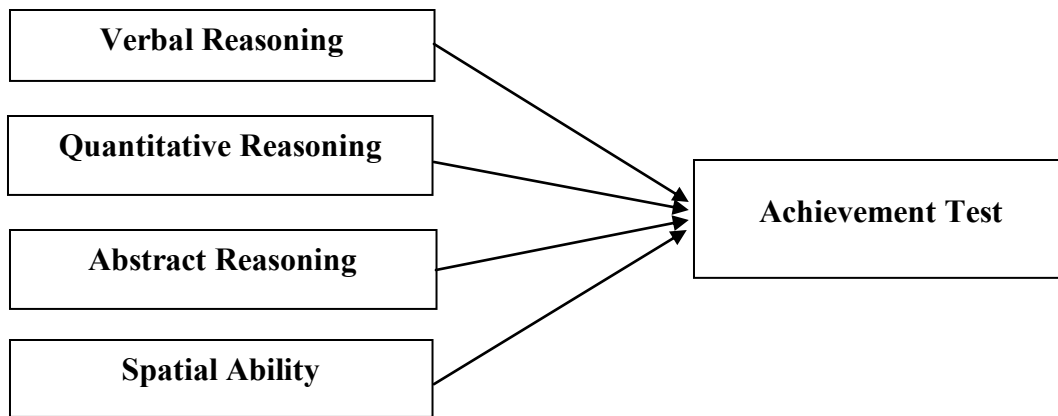 Verbal Reasoning
Quantitative Reasoning
Abstract Reasoning
Spatial Ability
Achievement Test